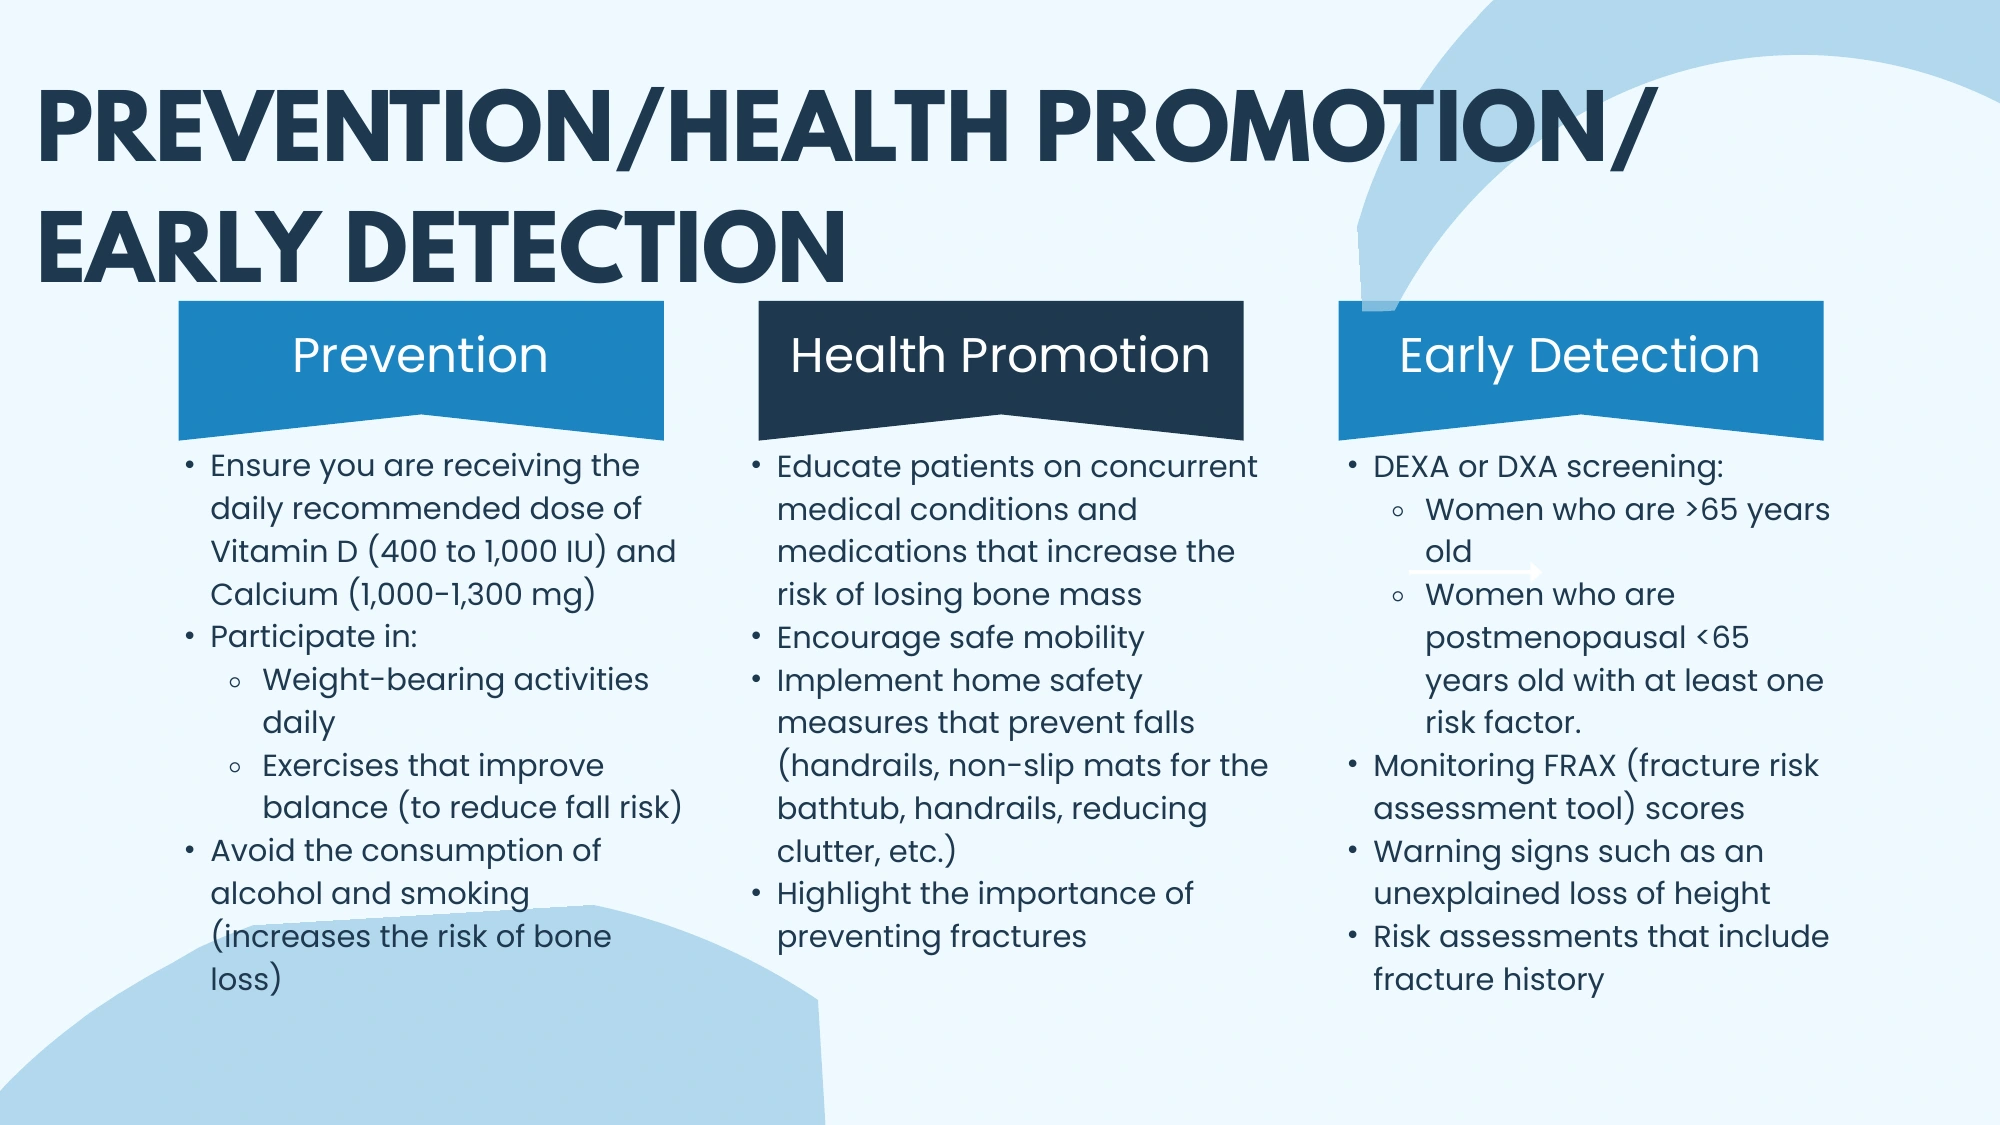 PREVENTION/HEALTH PROMOTION/
EARLY DETECTION
Prevention
• Ensure you are receiving the
daily recommended dose of
Vitamin D (400 to 1,000 IU) and
Calcium (1,000-1,300 mg)
• Participate in:
◦ Weight-bearing activities
daily
◦ Exercises that improve
balance (to reduce fall risk)
• Avoid the consumption of
alcohol and smoking
(increases the risk of bone
loss)
Health Promotion
• Educate patients on concurrent
medical conditions and
medications that increase the
risk of losing bone mass
• Encourage safe mobility
• Implement home safety
measures that prevent falls
(handrails, non-slip mats for the
bathtub, handrails, reducing
clutter, etc.)
• Highlight the importance of
preventing fractures
Early Detection
• DEXA or DXA screening:
◦ Women who are >65 years
old
◦ Women who are
postmenopausal <65
years old with at least one
risk factor.
• Monitoring FRAX (fracture risk
assessment tool) scores
• Warning signs such as an
unexplained loss of height
• Risk assessments that include
fracture history